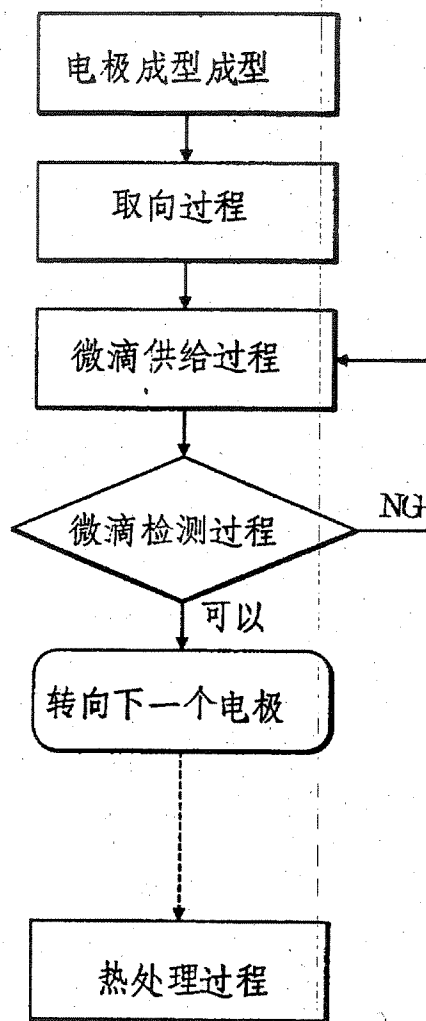 电极成型成型
取向过程
微滴供给过程
微滴检测过程
NG
可以
转向下一个电极
热处理过程